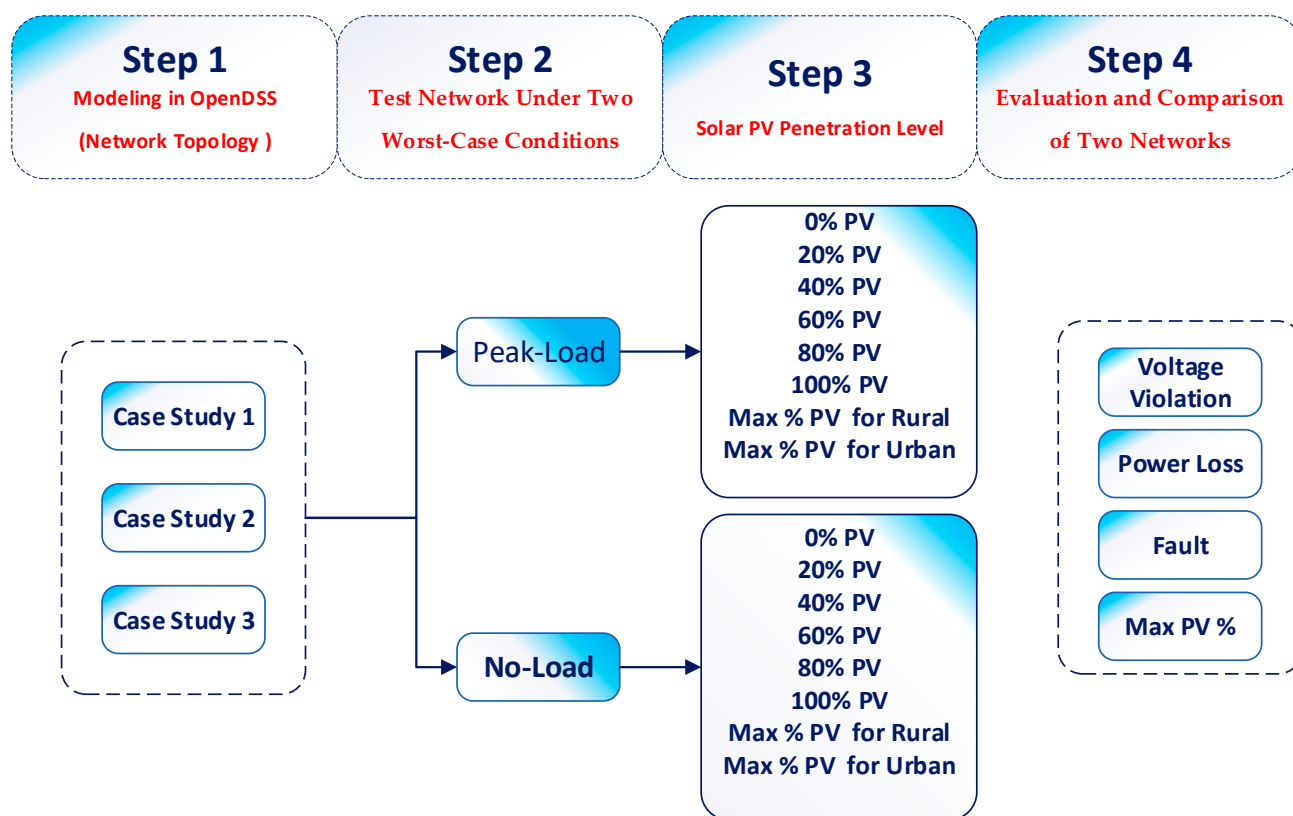 Step 1
Modeling in OpenDSS
(Network Topology )
Step 2
Test Network Under Two
Worst-Case Conditions
Step 3
Solar PV Penetration Level
Step 4
Evaluation and Comparison
of Two Networks
Case Study 1
Case Study 2
Case Study 3
Peak-Load
No-Load
0% PV
20% PV
40% PV
60% PV
80% PV
100% PV
Max % PV for Rural
Max % PV for Urban
0% PV
20% PV
40% PV
60% PV
80% PV
100% PV
Max % PV for Rural
Max % PV for Urban
Voltage
Violation
Power Loss
Fault
Max PV %